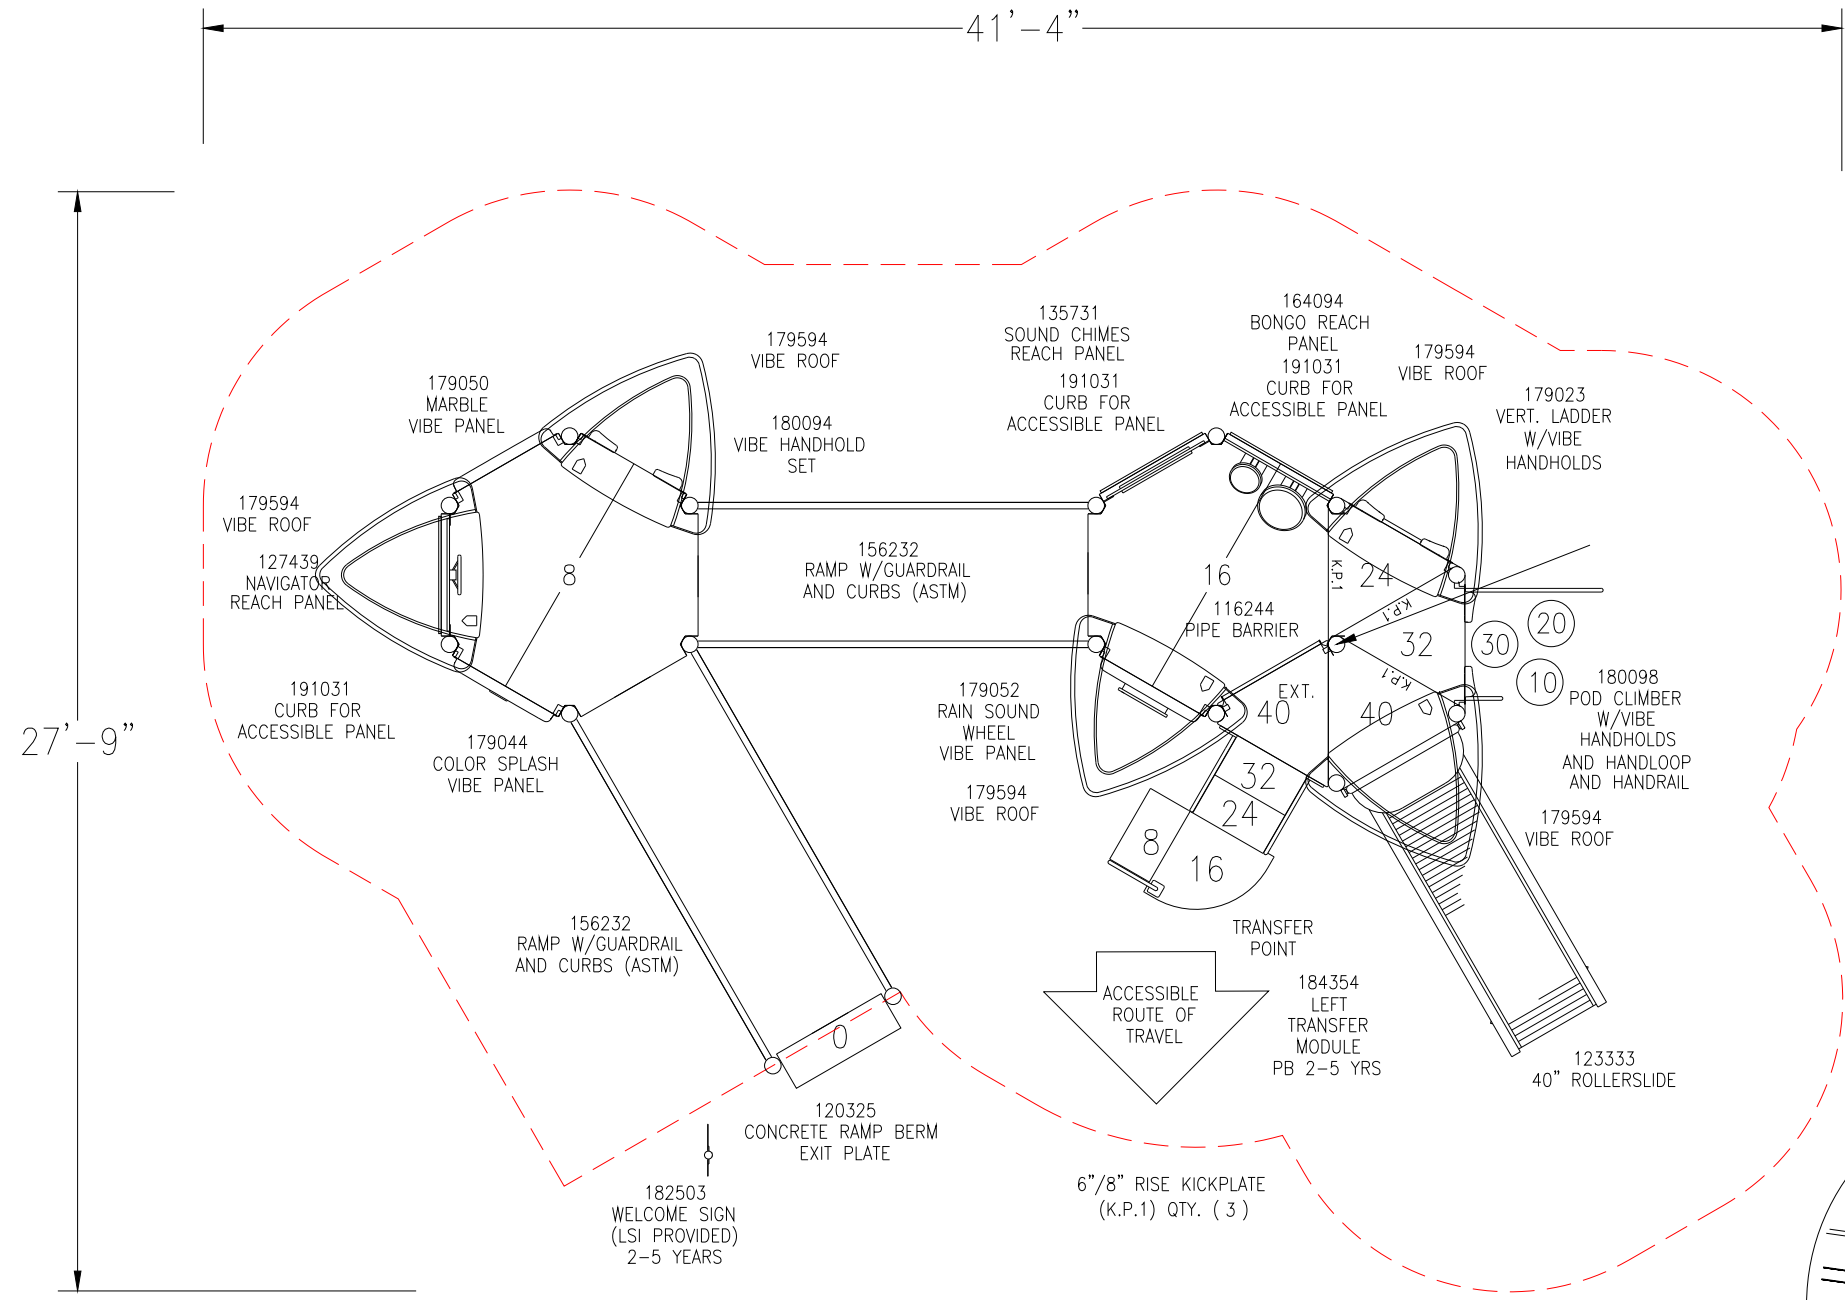 41'-4"
27'-9"
179594
VIBE ROOF
179050
MARBLE
VIBE PANEL
180094
VIBE HANDHOLD
SET
179594
VIBE ROOF
127439
NAVIGATOR
REACH PANEL
8
191031
CURB FOR
ACCESSIBLE PANEL
179044
COLOR SPLASH
VIBE PANEL
156232
RAMP W/GUARDRAIL
AND CURBS (ASTM)
135731
SOUND CHIMES
REACH PANEL
191031
CURB FOR
ACCESSIBLE PANEL
164094
BONGO REACH
PANEL
191031
CURB FOR
ACCESSIBLE PANEL
179594
VIBE ROOF
179023
VERT. LADDER
W/VIBE
HANDHOLDS
16
K.P.1
24
116244
PIPE BARRIER
K.P.1
32
30
20
10
K.P.1
EXT.
40
40
179052
RAIN SOUND
WHEEL
VIBE PANEL
179594
VIBE ROOF
180098
POD CLIMBER
W/VIBE
HANDHOLDS
AND HANDLOOP
AND HANDRAIL
179594
VIBE ROOF
32
24
8
16
156232
RAMP W/GUARDRAIL
AND CURBS (ASTM)
0
TRANSFER
POINT
ACCESSIBLE
ROUTE OF
TRAVEL
184354
LEFT
TRANSFER
MODULE
PB 2-5 YRS
123333
40" ROLLERSLIDE
120325
CONCRETE RAMP BERM
EXIT PLATE
182503
WELCOME SIGN
(LSI PROVIDED)
2-5 YEARS
6"/8" RISE KICKPLATE
(K.P.1) QTY. ( 3 )